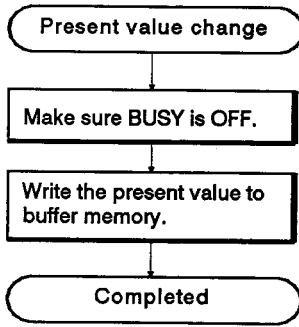 Present value change
Make sure BUSY is OFF.
Write the present value to
buffer memory.
Completed